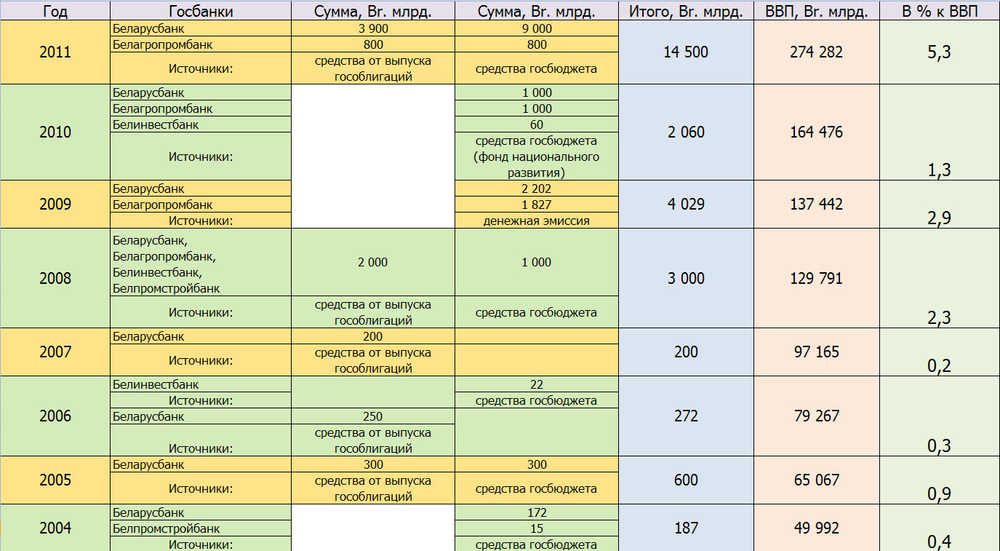 Год Госбанки Сумма, Br. млрд. Сумма, Br. млрд. Итого, Br. млрд. ВВП, Br. млрд. В % к ВВП
2011 Беларусбанк 3 900 9 000 14 500 274 282 5,3
Белагропромбанк 800 800
Источники: средства от выпуска гособлигаций средства госбюджета
2010 Беларусбанк 1 000 2 060 164 476 1,3
Белагропромбанк 1 000
Белинвестбанк 60
Источники: средства госбюджета
(фонд национального
развития)
2009 Беларусбанк 2 202 4 029 137 442 2,9
Белагропромбанк 1 827
Источники: денежная эмиссия
2008 Беларусбанк, 2 000 1 000 3 000 129 791 2,3
Белагропромбанк,
Белинвестбанк,
Белпромстройбанк
Источники: средства от выпуска гособлигаций средства госбюджета
2007 Беларусбанк 200 200 97 165 0,2
Источники: средства от выпуска гособлигаций
2006 Белинвестбанк 22 272 79 267 0,3
Источники: средства госбюджета
Беларусбанк 250
Источники: средства от выпуска гособлигаций
2005 Беларусбанк 300 300 600 65 067 0,9
Источники: средства от выпуска гособлигаций средства госбюджета
2004 Беларусбанк 172 187 49 992 0,4
Белпромстройбанк 15
Источники: средства госбюджета